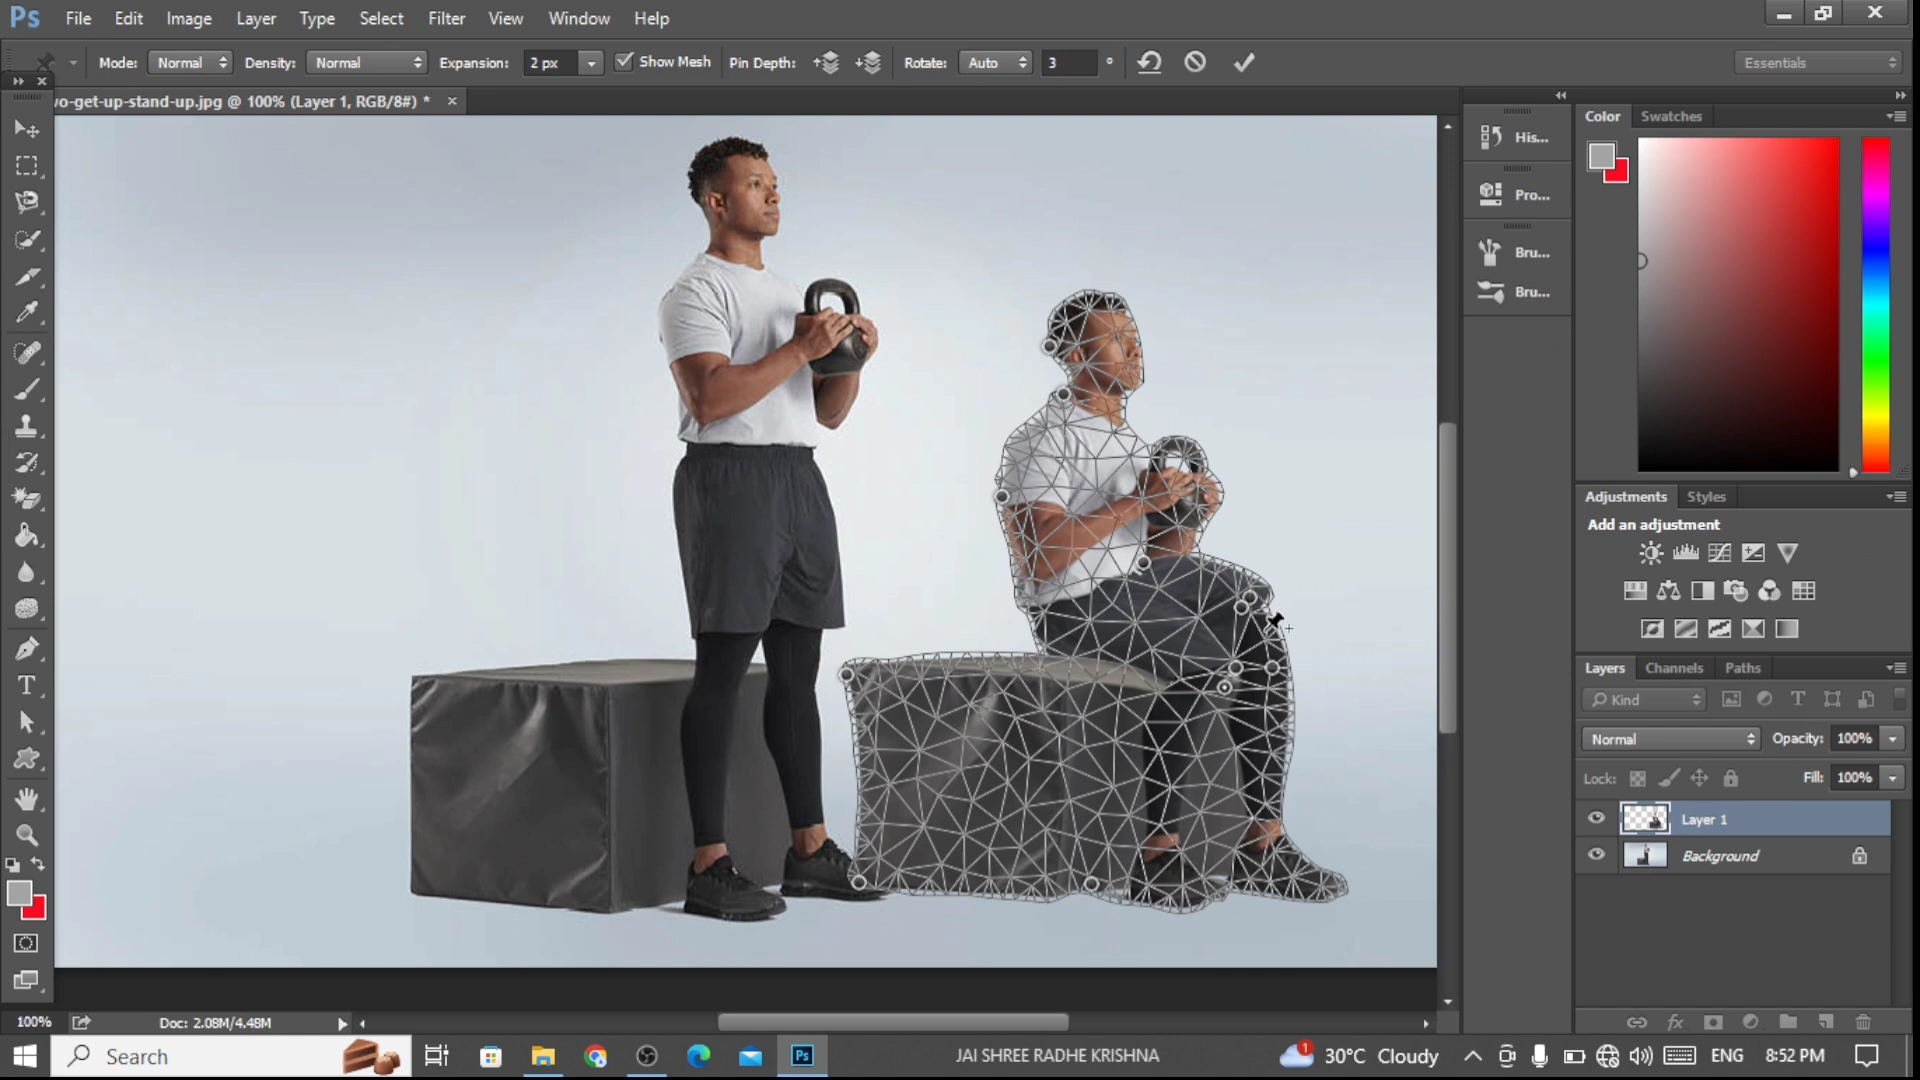 Ps File Edit Image Layer Type Select Filter View Window Help
Mode: Normal Density: Normal Expansion: 2 px Show Mesh Pin Depth: Rotate: Auto 3 ° Essentials
vo-get-up-stand-up.jpg @ 100% (Layer 1, RGB/8#) *
His...
Pro...
Bru...
Bru...
Color Swatches
Adjustments Styles
Add an adjustment
Layers Channels Paths
Kind
Normal Opacity: 100%
Lock: Fill: 100%
Layer 1
Background
100% Doc: 2.08M/4.48M
Search Ps JAI SHREE RADHE KRISHNA 1 30°C Cloudy ENG 8:52 PM